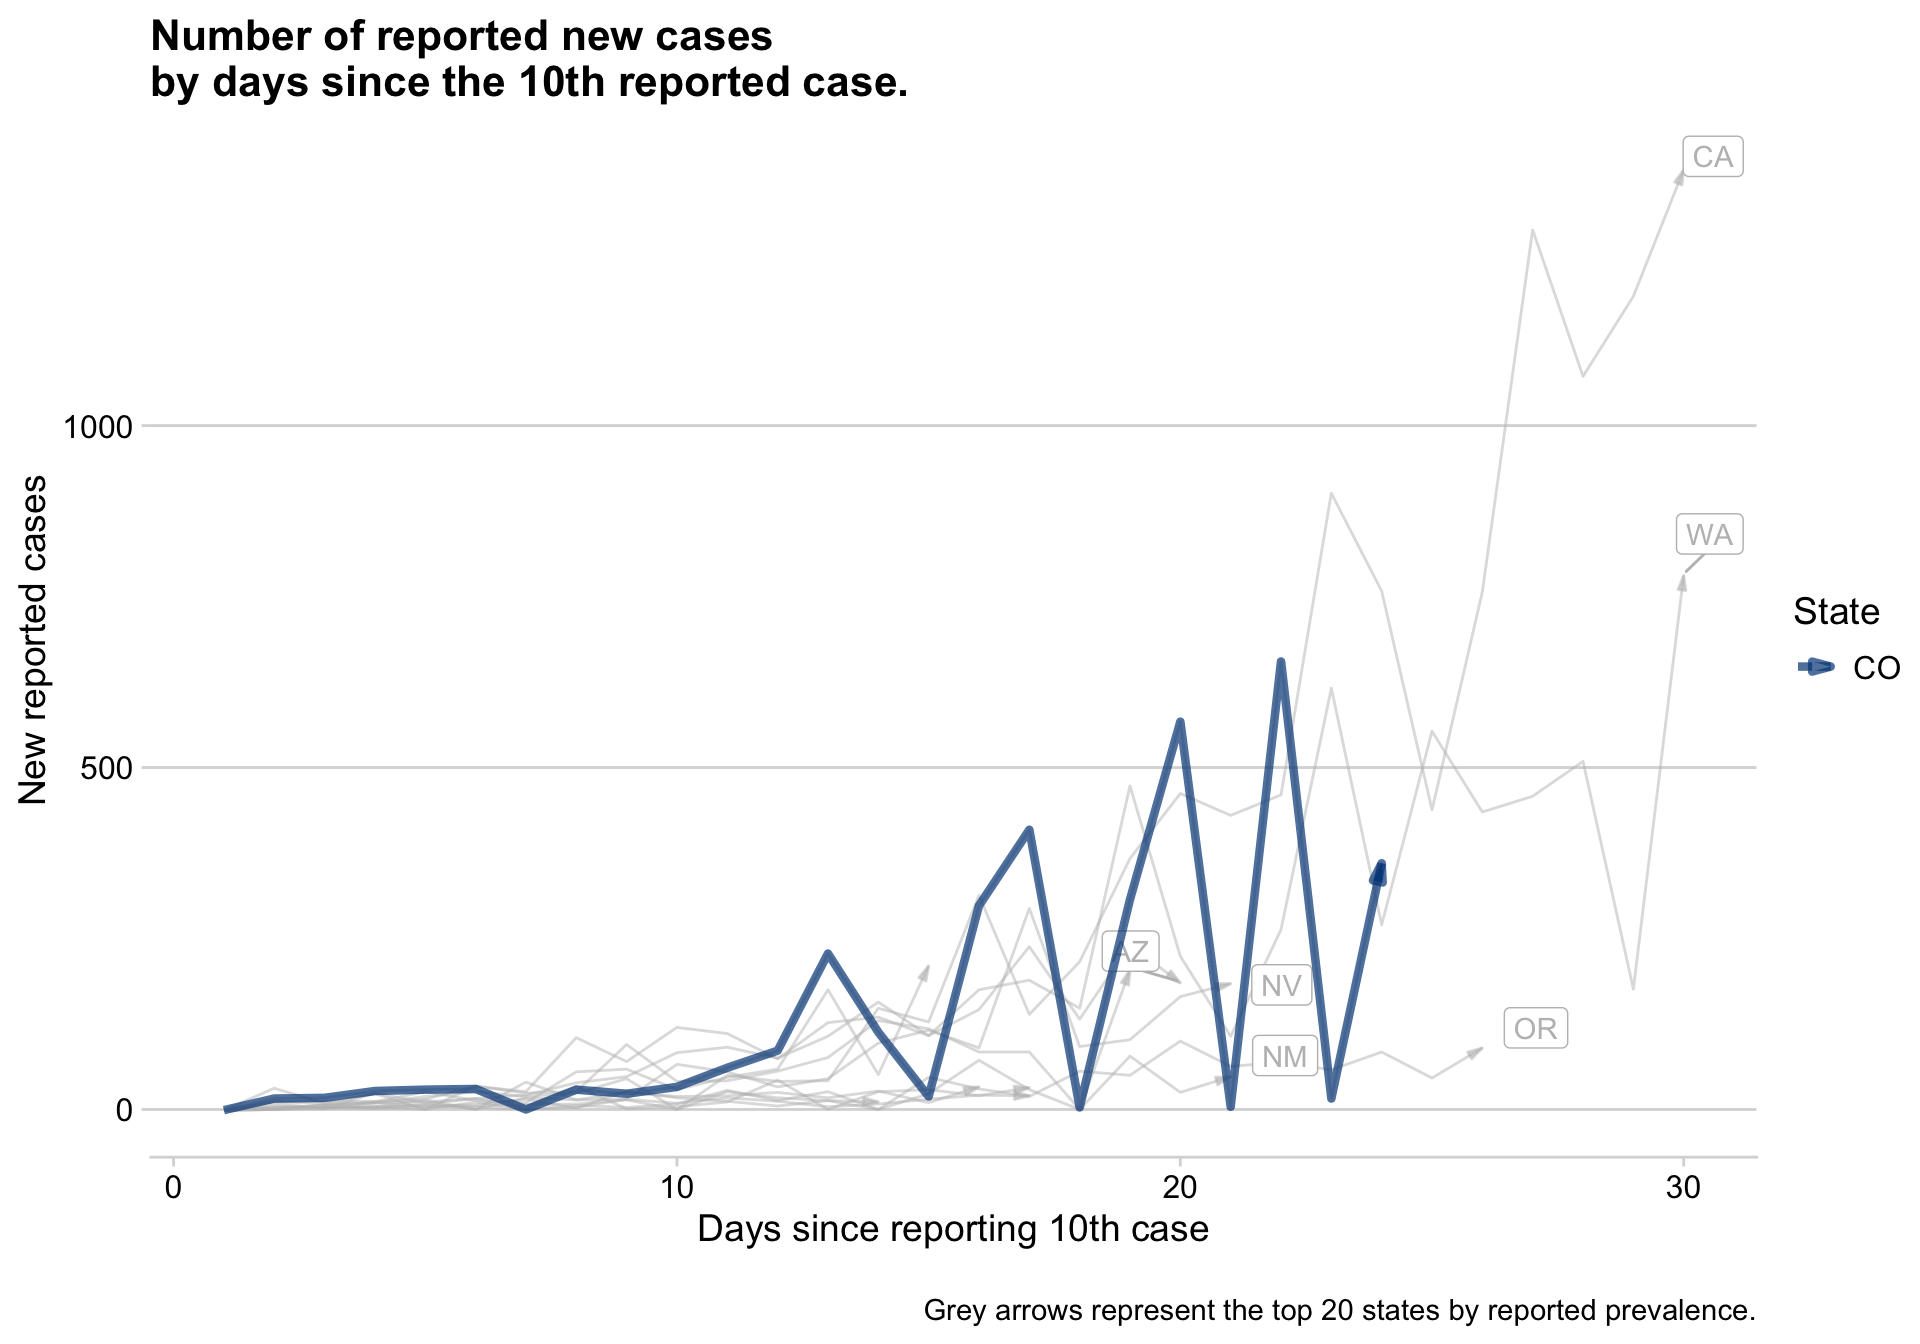 Number of reported new cases
by days since the 10th reported case.
CA
1000
WA
New reported cases
State
CO
500
AZ
NV
OR
NM
0
0 10 20 30
Days since reporting 10th case
Grey arrows represent the top 20 states by reported prevalence.